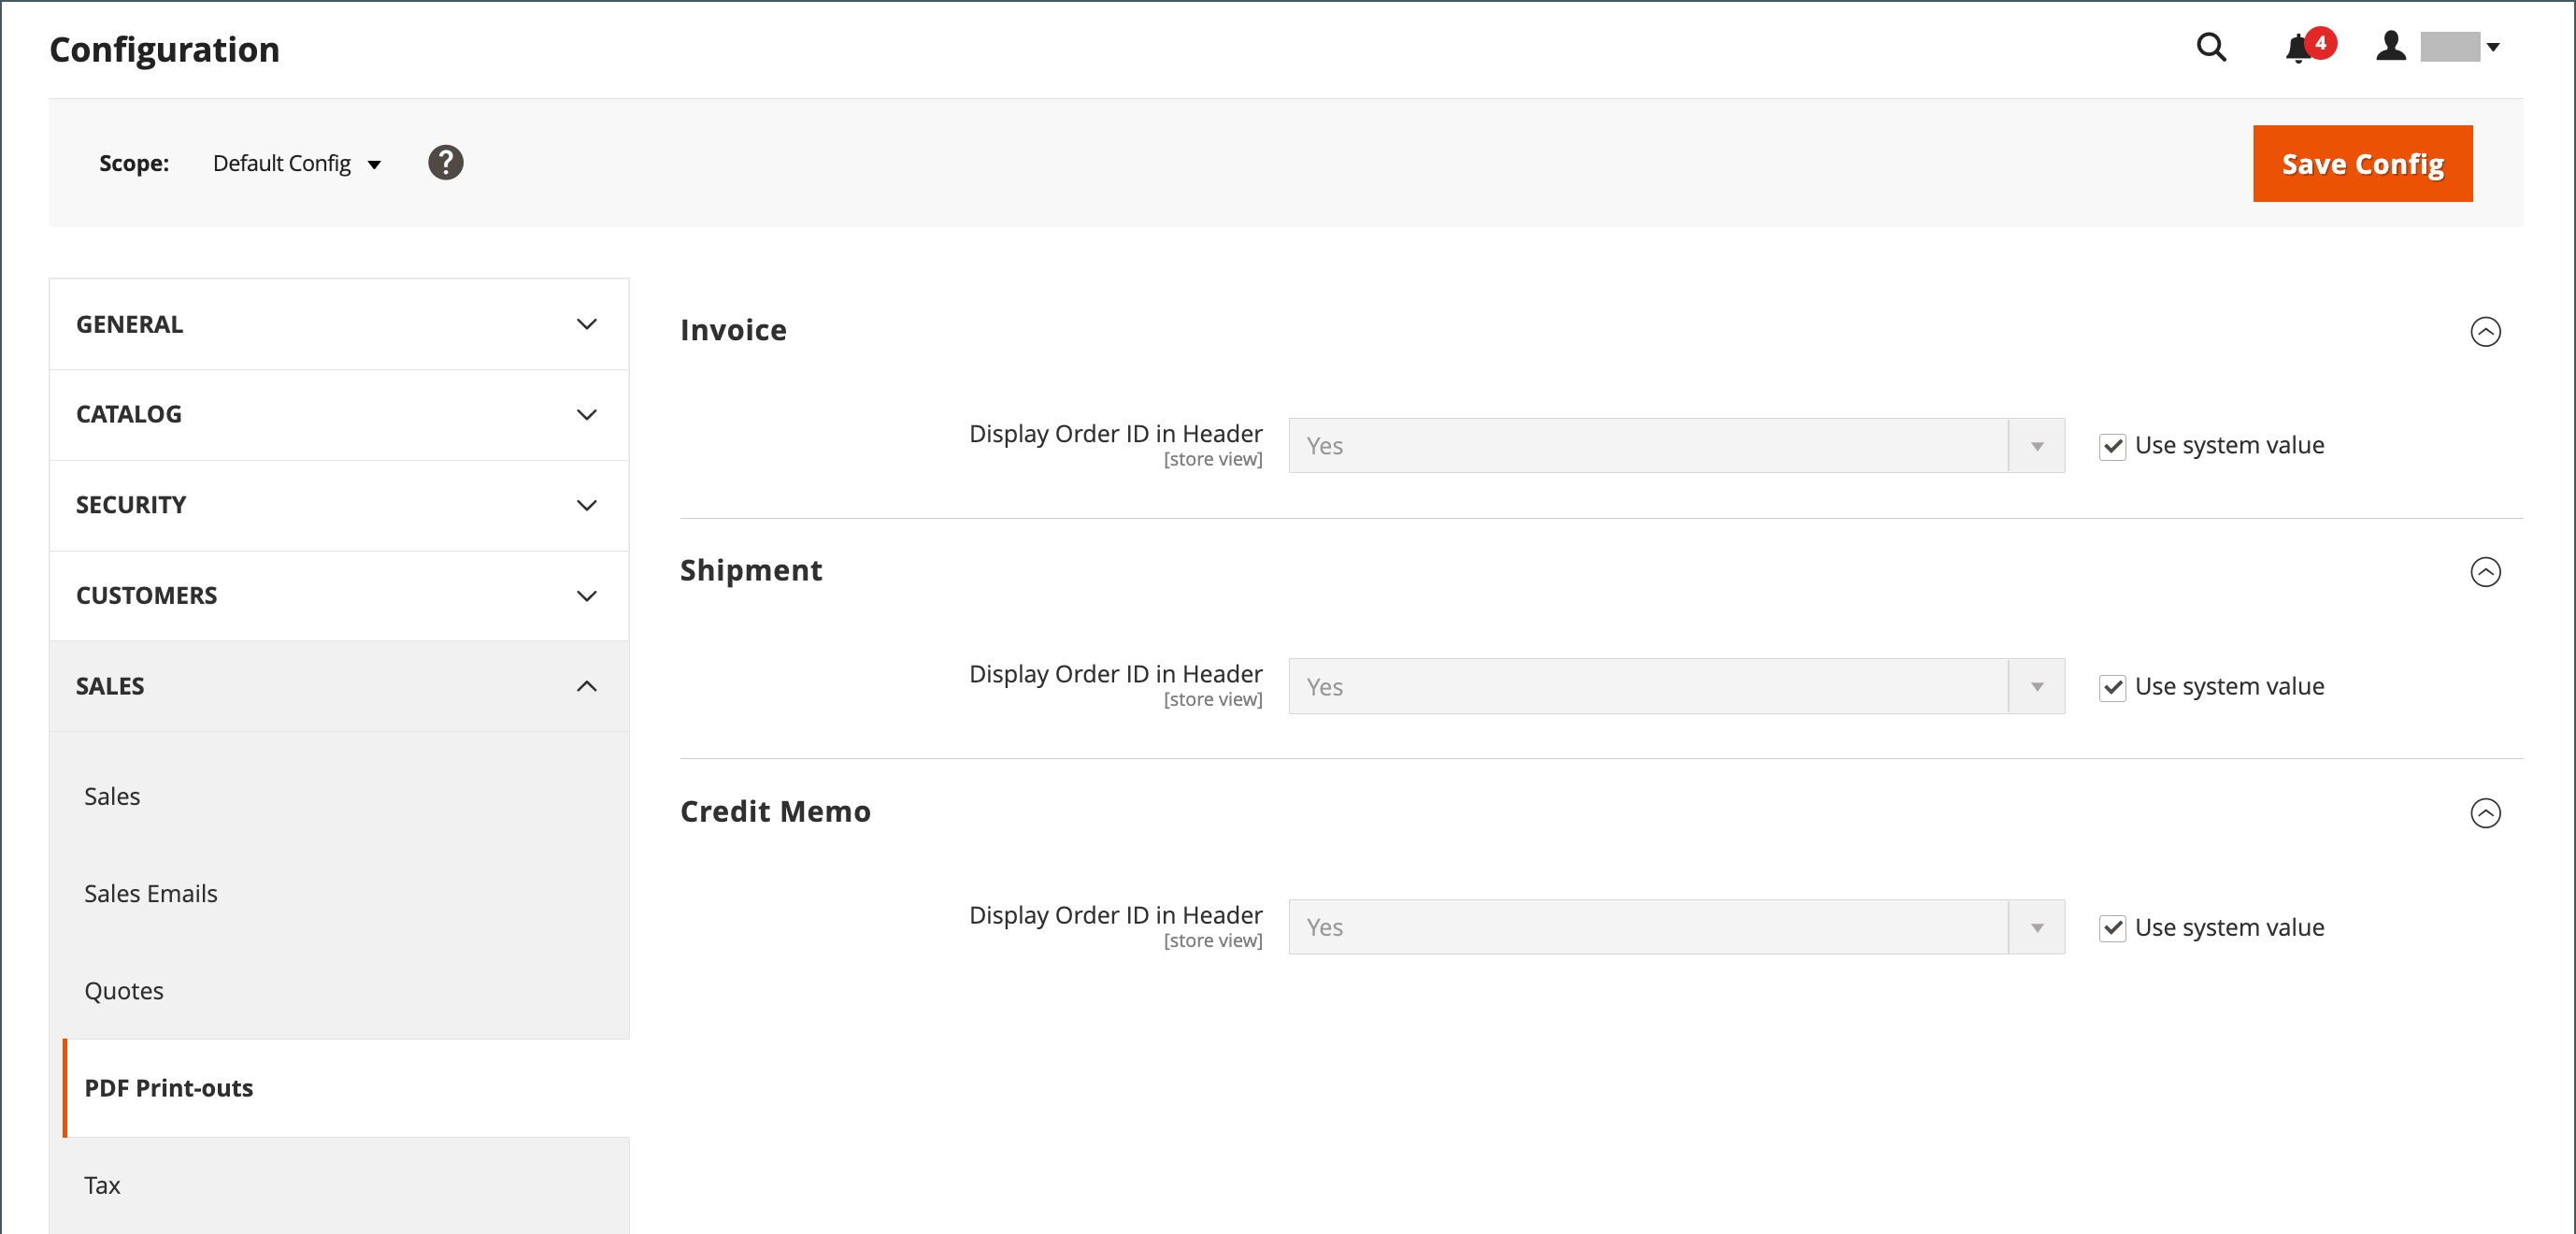 Configuration
4
Scope: Default Config ?
Save Config
GENERAL
CATALOG
SECURITY
CUSTOMERS
SALES
Sales
Sales Emails
Quotes
PDF Print-outs
Tax
Invoice
Display Order ID in Header
[store view]
Yes
Use system value
Shipment
Display Order ID in Header
[store view]
Yes
Use system value
Credit Memo
Display Order ID in Header
[store view]
Yes
Use system value